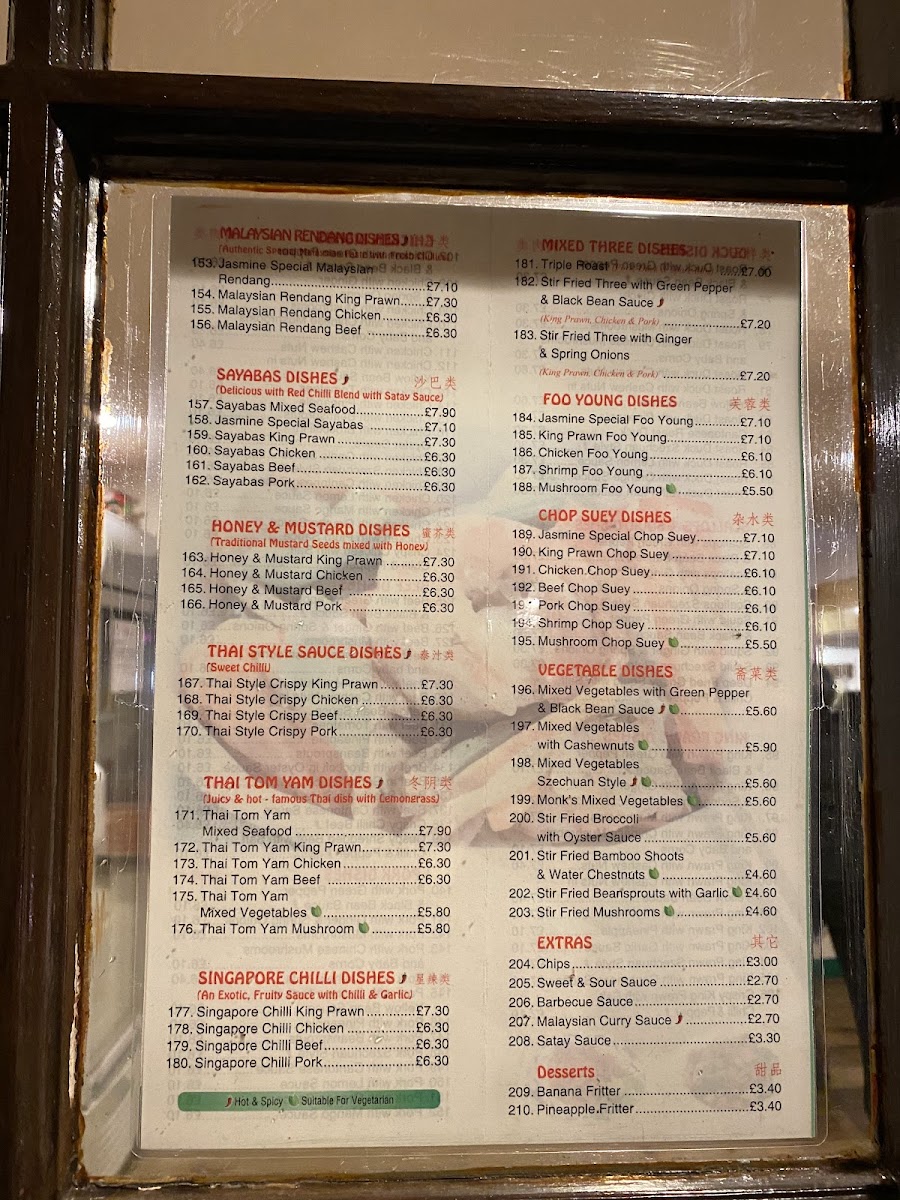 MALAYSIAN RENDANG DISHES
153. Jasmine Special Malaysian
Rendang..................£7.10
154. Malaysian Rendang King Prawn.......£7.30
155. Malaysian Rendang Chicken............£6.30
156. Malaysian Rendang Beef ................£6.30
SAYABAS DISHES 沙巴类
(Delicious with Red Chilli Blend with Satay Sauce)
157. Sayabas Mixed Seafood.................£7.90
158. Jasmine Special Sayabas ..............£7.10
159. Sayabas King Prawn ......................£7.30
160. Sayabas Chicken ...........................£6.30
161. Sayabas Beef.................................£6.30
162. Sayabas Pork.................................£6.30
HONEY & MUSTARD DISHES 蜜芥类
(Traditional Mustard Seeds mixed with Honey)
163. Honey & Mustard King Prawn .........£7.30
164. Honey & Mustard Chicken ..............£6.30
165. Honey & Mustard Beef ...................£6.30
166. Honey & Mustard Pork ...................£6.30
THAI STYLE SAUCE DISHES 泰汁类
(Sweet Chilli)
167. Thai Style Crispy King Prawn..........£7.30
168. Thai Style Crispy Chicken ...............£6.30
169. Thai Style Crispy Beef.....................£6.30
170. Thai Style Crispy Pork.....................£6.30
THAI TOM YAM DISHES 冬阴类
(Juicy & hot - famous Thai dish with Lemongrass)
171. Thai Tom Yam
Mixed Seafood ...............................£7.90
172. Thai Tom Yam King Prawn..............£7.30
173. Thai Tom Yam Chicken...................£6.30
174. Thai Tom Yam Beef ........................£6.30
175. Thai Tom Yam
Mixed Vegetables .........................£5.80
176. Thai Tom Yam Mushroom ...........£5.80
SINGAPORE CHILLI DISHES 星辣类
(An Exotic, Fruity Sauce with Chilli & Garlic)
177. Singapore Chilli King Prawn............£7.30
178. Singapore Chilli Chicken .................£6.30
179. Singapore Chilli Beef.......................£6.30
180. Singapore Chilli Pork.......................£6.30
Hot & Spicy Suitable For Vegetarian
MIXED THREE DISHES
181. Triple Roast ..................£7.00
182. Stir Fried Three with Green Pepper
& Black Bean Sauce
(King Prawn, Chicken & Pork) ...................£7.20
183. Stir Fried Three with Ginger
& Spring Onions
(King Prawn, Chicken & Pork) ...................£7.20
FOO YOUNG DISHES 芙蓉类
184. Jasmine Special Foo Young...........£7.10
185. King Prawn Foo Young..................£7.10
186. Chicken Foo Young.......................£6.10
187. Shrimp Foo Young ........................£6.10
188. Mushroom Foo Young ................£5.50
CHOP SUEY DISHES 杂水类
189. Jasmine Special Chop Suey...........£7.10
190. King Prawn Chop Suey .................£7.10
191. Chicken Chop Suey.......................£6.10
192. Beef Chop Suey ...........................£6.10
Pork Chop Suey ...........................£6.10
194. Shrimp Chop Suey ........................£6.10
195. Mushroom Chop Suey ................£5.50
VEGETABLE DISHES 斋菜类
196. Mixed Vegetables with Green Pepper
& Black Bean Sauce ................£5.60
197. Mixed Vegetables
with Cashewnuts .......................£5.90
198. Mixed Vegetables
Szechuan Style .......................£5.60
199. Monk's Mixed Vegetables ............£5.60
200. Stir Fried Broccoli
with Oyster Sauce .........................£5.60
201. Stir Fried Bamboo Shoots
& Water Chestnuts .....................£4.60
202. Stir Fried Beansprouts with Garlic £4.60
203. Stir Fried Mushrooms .................£4.60
EXTRAS 其它
204. Chips............................................£3.00
205. Sweet & Sour Sauce .....................£2.70
206. Barbecue Sauce............................£2.70
207. Malaysian Curry Sauce ...............£2.70
208. Satay Sauce.................................£3.30
Desserts 甜品
209. Banana Fritter ...............................£3.40
210. Pineapple Fritter............................£3.40